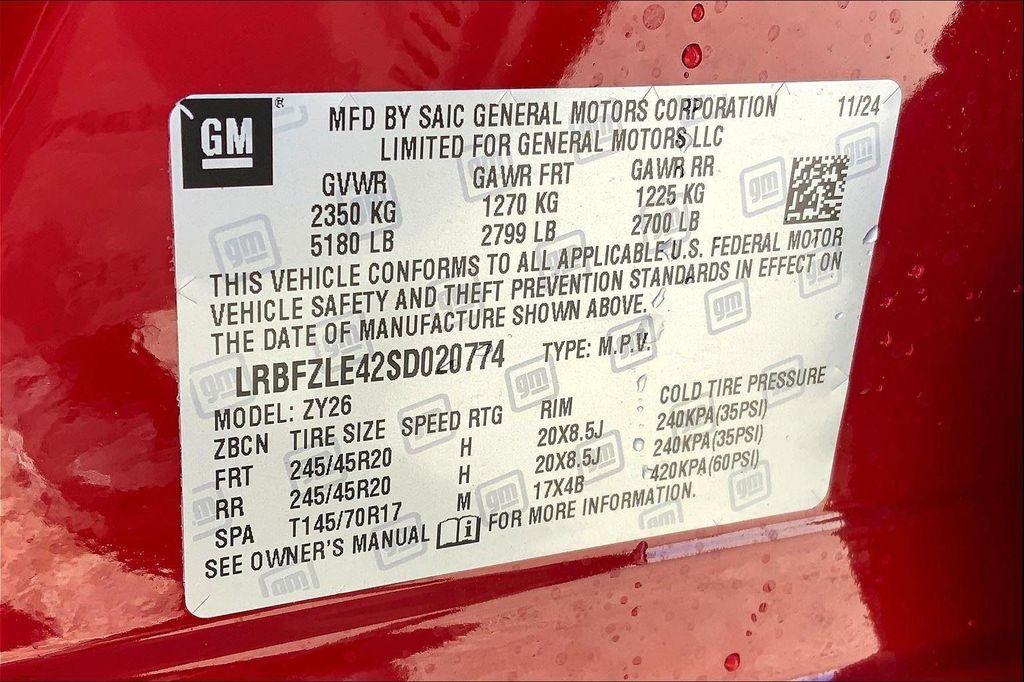 GM ®
MFD BY SAIC GENERAL MOTORS CORPORATION 11/24
LIMITED FOR GENERAL MOTORS LLC
GVWR GAWR FRT GAWR RR
2350 KG 1270 KG 1225 KG
5180 LB 2799 LB 2700 LB
THIS VEHICLE CONFORMS TO ALL APPLICABLE U.S. FEDERAL MOTOR
VEHICLE SAFETY AND THEFT PREVENTION STANDARDS IN EFFECT ON
THE DATE OF MANUFACTURE SHOWN ABOVE.
LRBFZLE42SD020774 TYPE: M.P.V.
MODEL: ZY26
ZBCN TIRE SIZE SPEED RTG RIM COLD TIRE PRESSURE
FRT 245/45R20 H 20X8.5J 240KPA(35PSI)
RR 245/45R20 H 20X8.5J 240KPA(35PSI)
SPA T145/70R17 M 17X4B 420KPA(60PSI)
SEE OWNER'S MANUAL i FOR MORE INFORMATION.